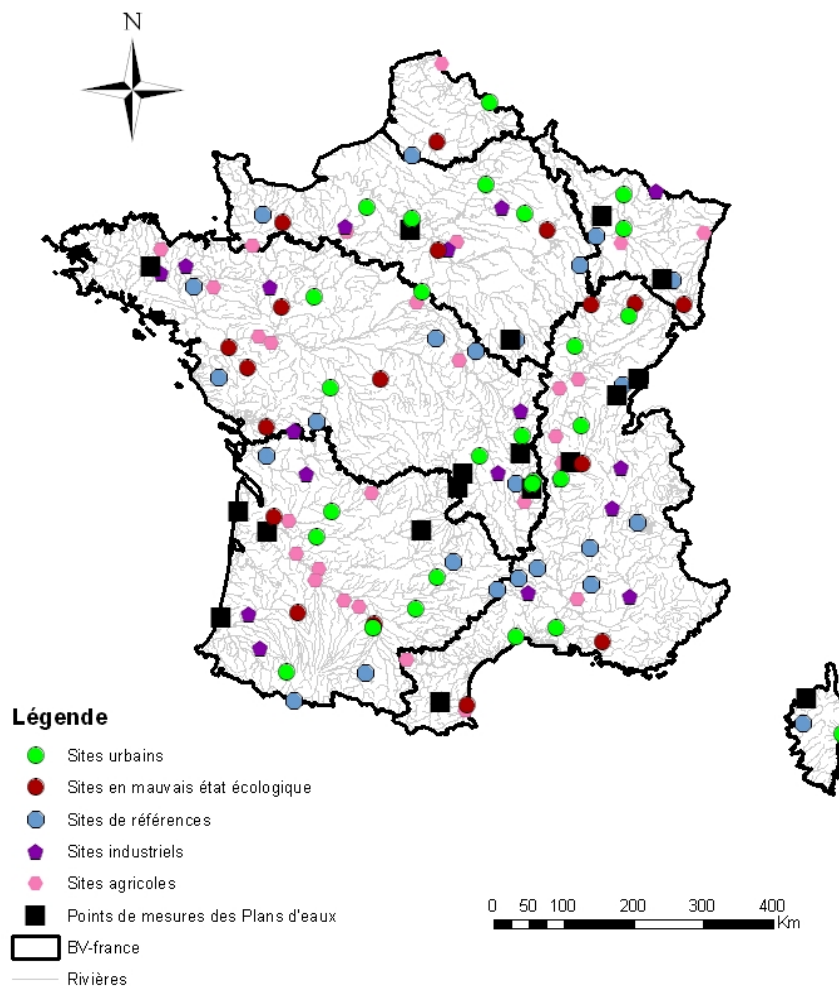 N
Légende
Sites urbains
Sites en mauvais état écologique
Sites de références
Sites industriels
Sites agricoles
Points de mesures des Plans d'eaux
BV-france
Rivières
0 50 100 200 300 400
Km